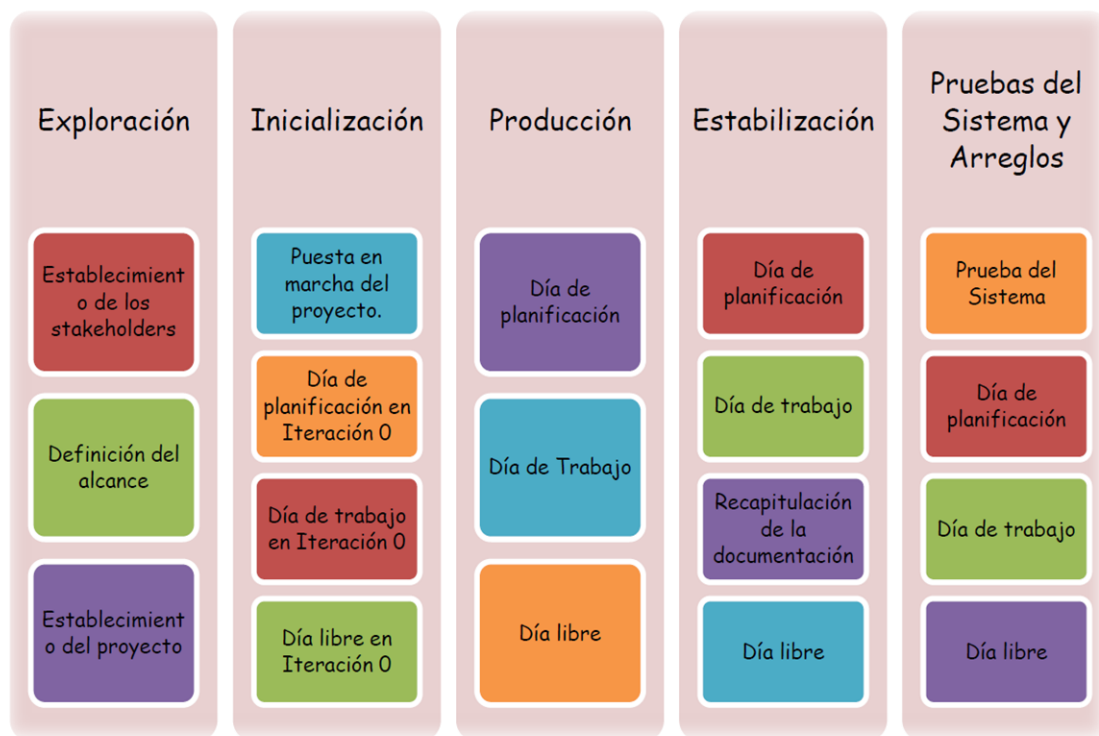 Exploración
Establecimient
o de los
stakeholders
Definición del
alcance
Establecimient
o del proyecto
Inicialización
Puesta en
marcha del
proyecto.
Día de
planificación en
Iteración 0
Día de trabajo
en Iteración 0
Día libre en
Iteración 0
Producción
Día de
planificación
Día de Trabajo
Día libre
Estabilización
Día de
planificación
Día de trabajo
Recapitulación
de la
documentación
Día libre
Pruebas del
Sistema y
Arreglos
Prueba del
Sistema
Día de
planificación
Día de trabajo
Día libre